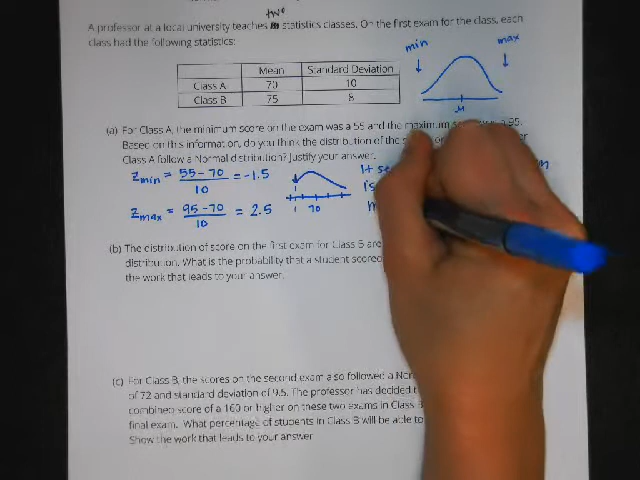 two
A professor at a local university teaches statistics classes. On the first exam for the class, each
class had the following statistics:
min
max
Mean Standard Deviation
Class A 70 10
Class B 75 8
μ
(a) For Class A, the minimum score on the exam was a 55 and the maximum a 95.
Based on this information, do you think the distribution of the
Class A follow a Normal distribution? Justify your answer.
Zmin = 55-70 / 10 = -1.5
It
70
Zmax = 95-70 / 10 = 2.5
(b) The distribution of score on the first exam for Class B are
distribution. What is the probability that a student scored
the work that leads to your answer.
(c) For Class B, the scores on the second exam also followed a
of 72 and standard deviation of 9.5. The professor has decided
combined score of a 160 or higher on these two exams in Class B
final exam. What percentage of students in Class B will be able to
Show the work that leads to your answer